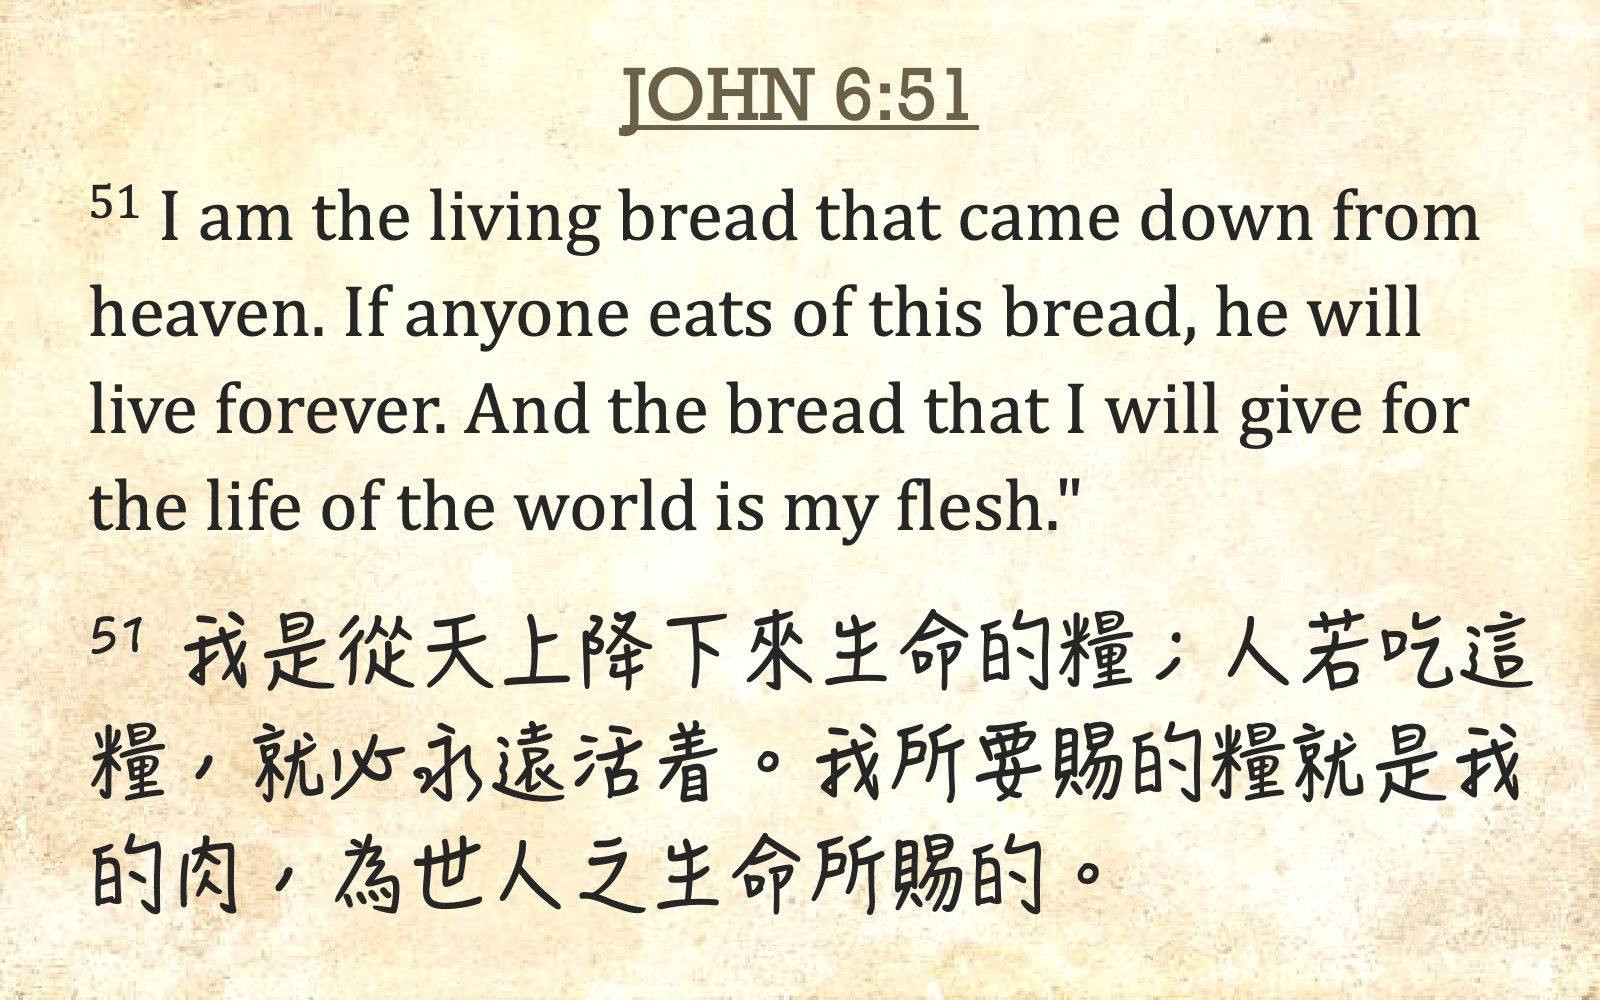 JOHN 6:51
51 I am the living bread that came down from
heaven. If anyone eats of this bread, he will
live forever. And the bread that I will give for
the life of the world is my flesh."
51 我是從天上降下來生命的糧；人若吃這
糧，就必永遠活着。我所要賜的糧就是我
的肉，為世人之生命所賜的。